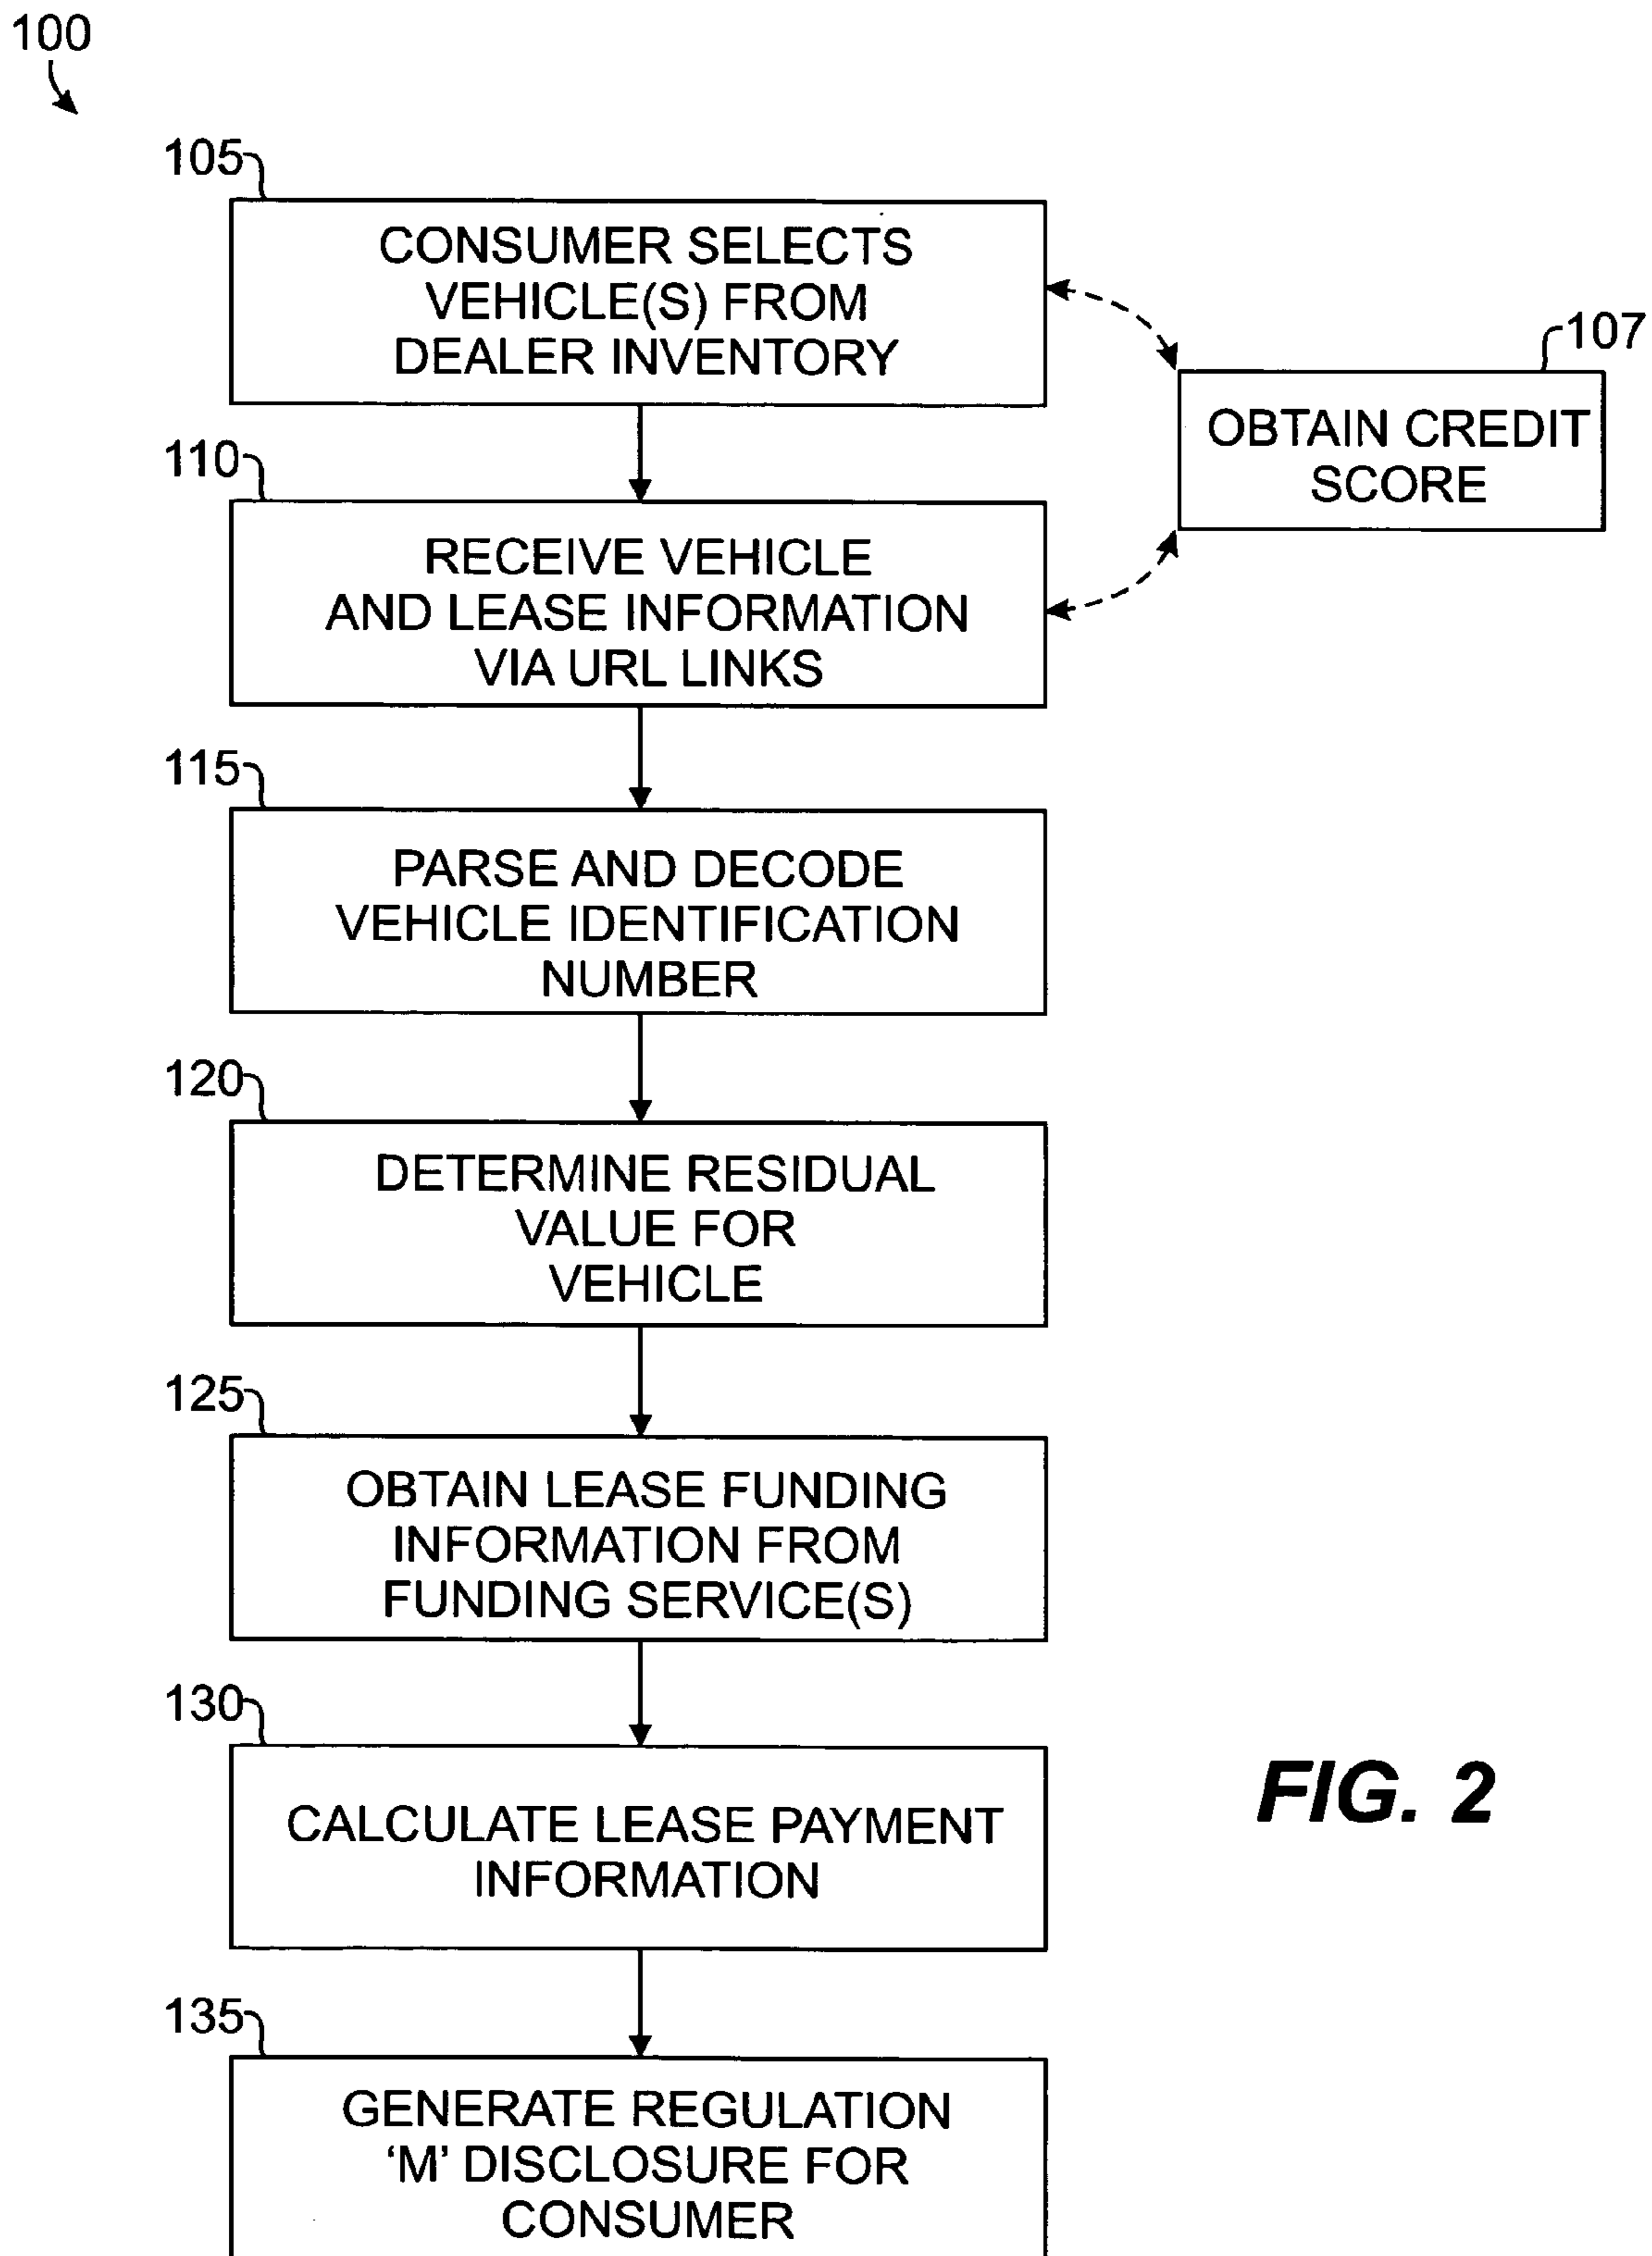 100
105
CONSUMER SELECTS
VEHICLE(S) FROM
DEALER INVENTORY
107
OBTAIN CREDIT
SCORE
110
RECEIVE VEHICLE
AND LEASE INFORMATION
VIA URL LINKS
115
PARSE AND DECODE
VEHICLE IDENTIFICATION
NUMBER
120
DETERMINE RESIDUAL
VALUE FOR
VEHICLE
125
OBTAIN LEASE FUNDING
INFORMATION FROM
FUNDING SERVICE(S)
130
CALCULATE LEASE PAYMENT
INFORMATION
FIG. 2
135
GENERATE REGULATION
‘M’ DISCLOSURE FOR
CONSUMER